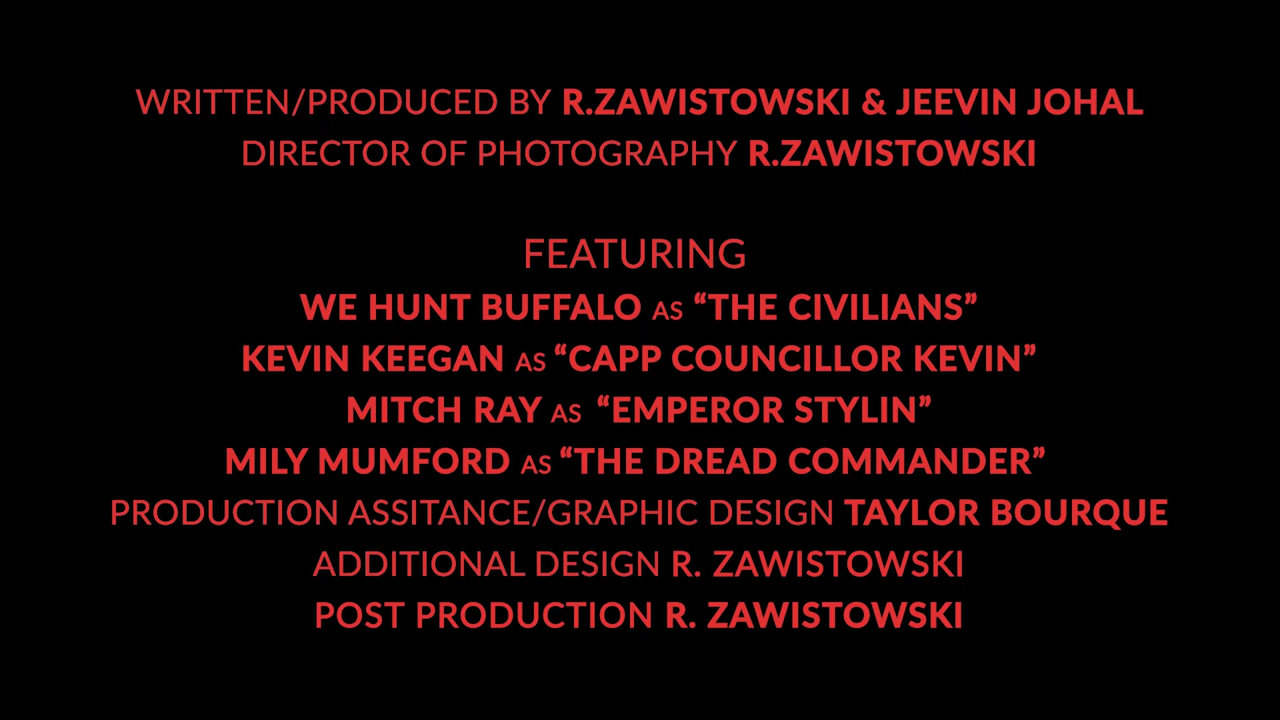 WRITTEN/PRODUCED BY R.ZAWISTOWSKI & JEEVIN JOHAL
DIRECTOR OF PHOTOGRAPHY R.ZAWISTOWSKI
FEATURING
WE HUNT BUFFALO AS “THE CIVILIANS”
KEVIN KEEGAN AS “CAPP COUNCILLOR KEVIN”
MITCH RAY AS “EMPEROR STYLIN”
MILY MUMFORD AS “THE DREAD COMMANDER”
PRODUCTION ASSITANCE/GRAPHIC DESIGN TAYLOR BOURQUE
ADDITIONAL DESIGN R. ZAWISTOWSKI
POST PRODUCTION R. ZAWISTOWSKI